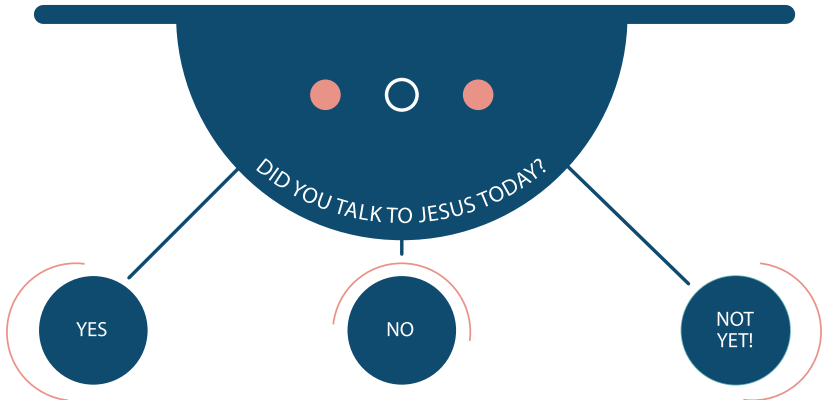 DID YOU TALK TO JESUS TODAY?
YES
NO
NOT
YET!